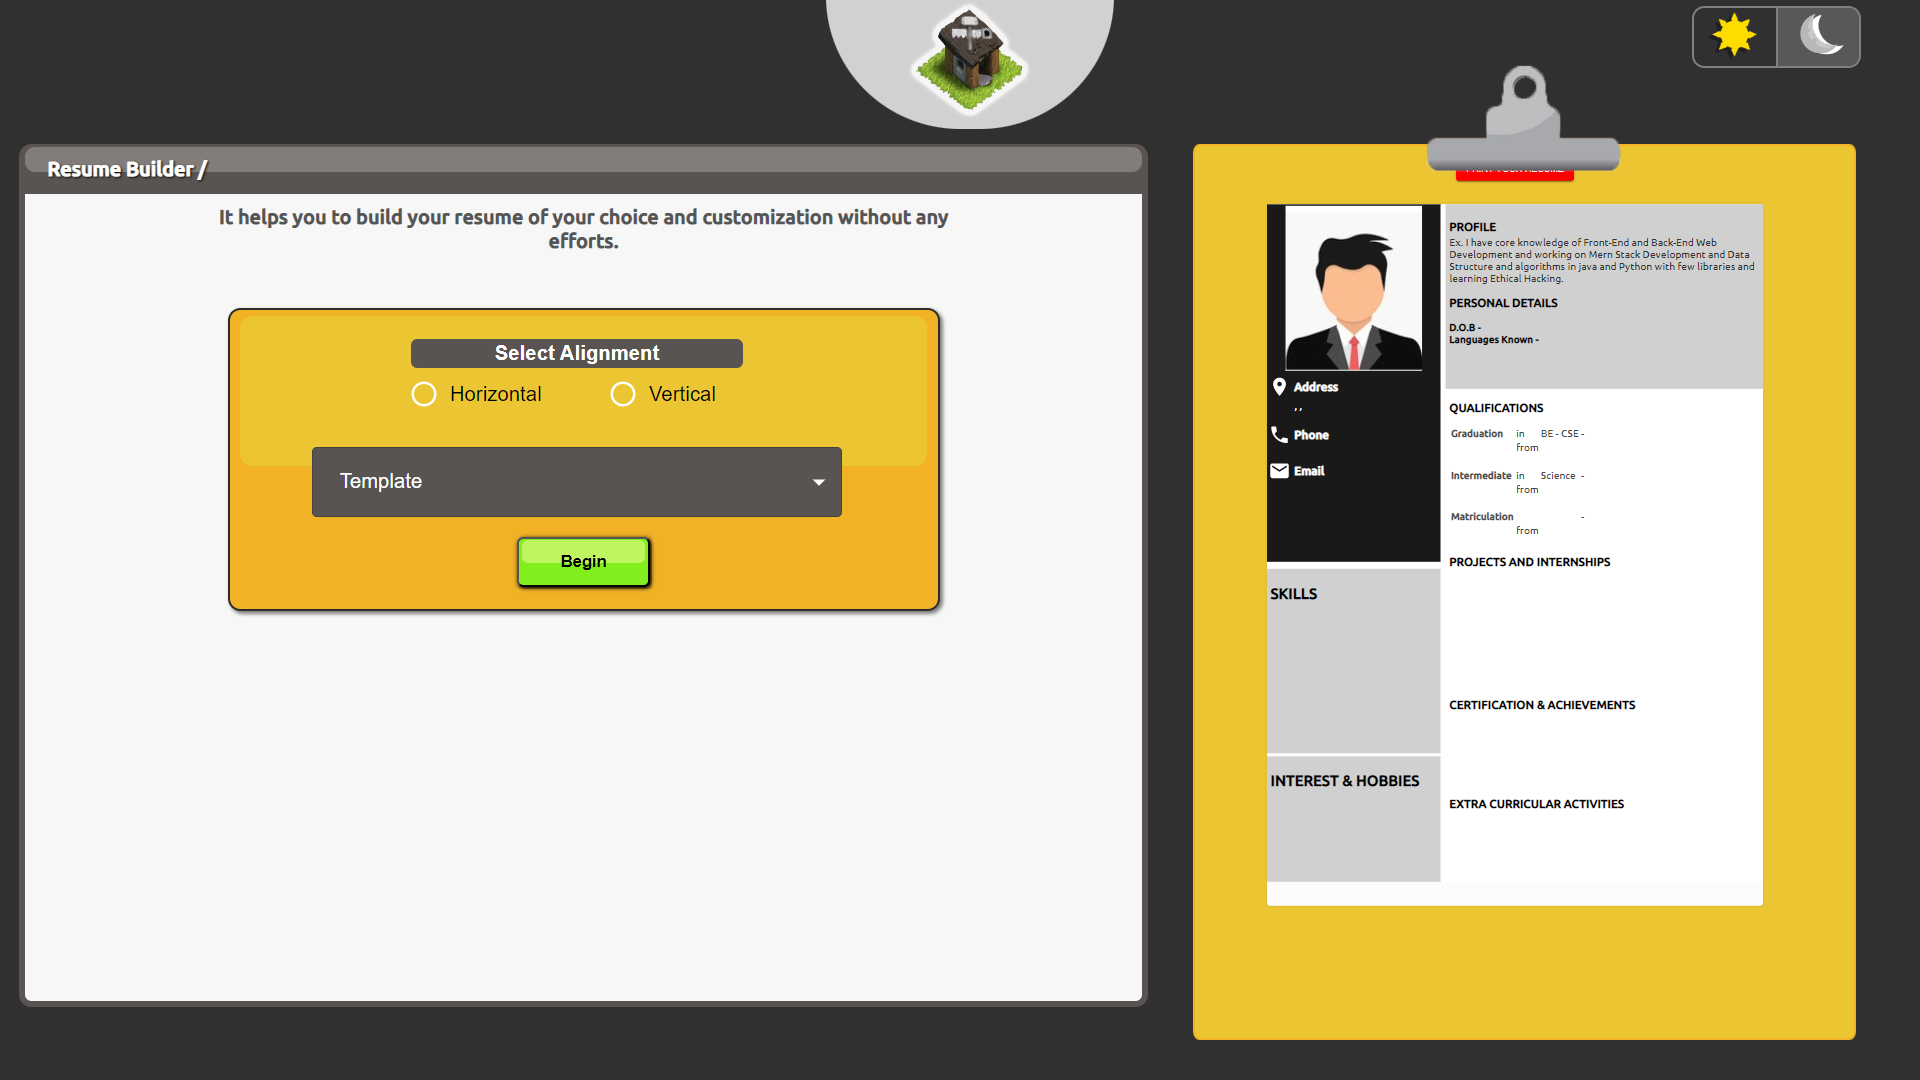 Resume Builder /
It helps you to build your resume of your choice and customization without any
efforts.
Select Alignment
Horizontal
Vertical
Template
Begin
Address
, ,
Phone
Email
SKILLS
INTEREST & HOBBIES
PROFILE
Ex. I have core knowledge of Front-End and Back-End Web
Development and working on Mern Stack Development and Data
Structure and algorithms in java and Python with few libraries and
learning Ethical Hacking.
PERSONAL DETAILS
D.O.B -
Languages Known -
QUALIFICATIONS
Graduation in BE - CSE -
from
Intermediate in Science -
from
Matriculation -
from
PROJECTS AND INTERNSHIPS
CERTIFICATION & ACHIEVEMENTS
EXTRA CURRICULAR ACTIVITIES